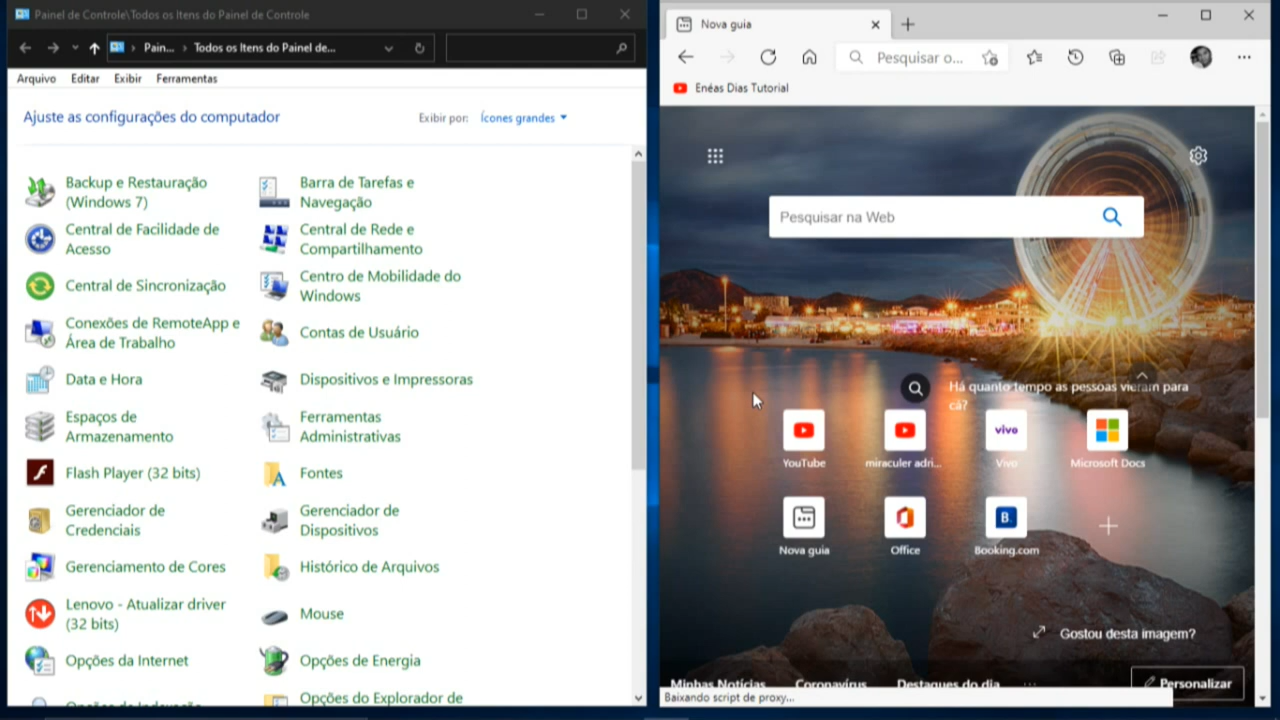 Painel de Controle\Todos os Itens do Painel de Controle
Pain... > Todos os Itens do Painel de...
Arquivo Editar Exibir Ferramentas
Ajuste as configurações do computador
Exibir por: Ícones grandes
Backup e Restauração
(Windows 7)
Barra de Tarefas e
Navegação
Central de Facilidade de
Acesso
Central de Rede e
Compartilhamento
Central de Sincronização
Centro de Mobilidade do
Windows
Conexões de RemoteApp e
Área de Trabalho
Contas de Usuário
Data e Hora
Dispositivos e Impressoras
Espaços de
Armazenamento
Ferramentas
Administrativas
Flash Player (32 bits)
Fontes
Gerenciador de
Credenciais
Gerenciador de
Dispositivos
Gerenciamento de Cores
Histórico de Arquivos
Lenovo - Atualizar driver
(32 bits)
Mouse
Opções da Internet
Opções de Energia
Opções de Indexação
Opções do Explorador de
Nova guia
Pesquisar o...
Enéas Dias Tutorial
Pesquisar na Web
Há quanto tempo as pessoas vieram para
cá?
YouTube
miraculer adri...
vivo
Vivo
Microsoft Docs
Nova guia
Office
B.
Booking.com
Gostou desta imagem?
Minhas Notícias Coronavírus Destaques do dia ...
Personalizar
Baixando script de proxy...